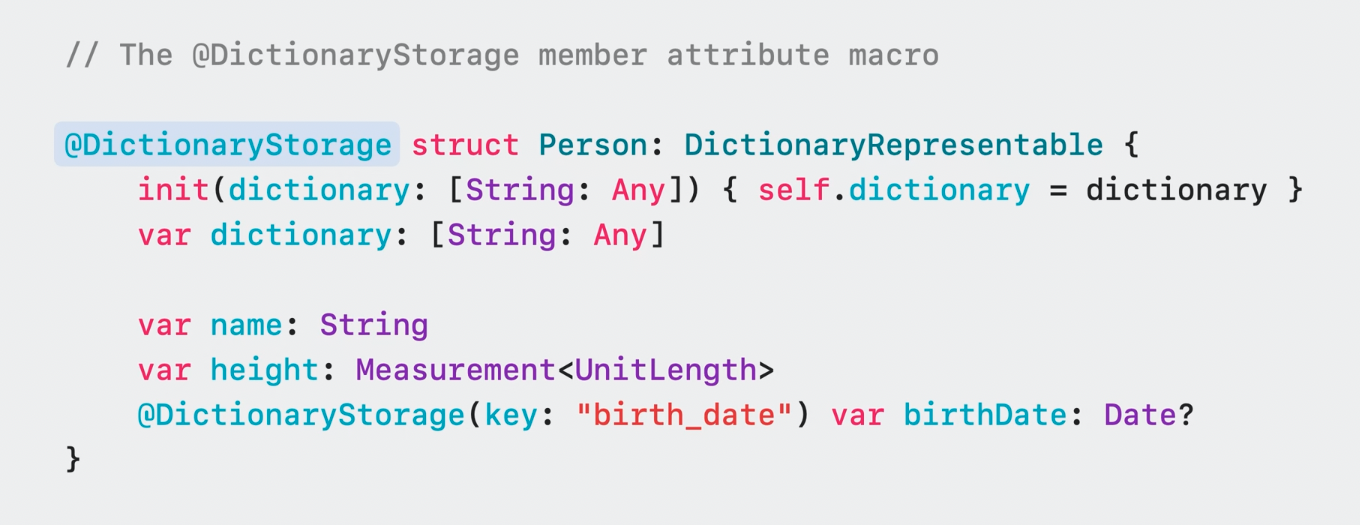 // The @DictionaryStorage member attribute macro
@DictionaryStorage struct Person: DictionaryRepresentable {
init(dictionary: [String: Any]) { self.dictionary = dictionary }
var dictionary: [String: Any]
var name: String
var height: Measurement<UnitLength>
@DictionaryStorage(key: "birth_date") var birthDate: Date?
}